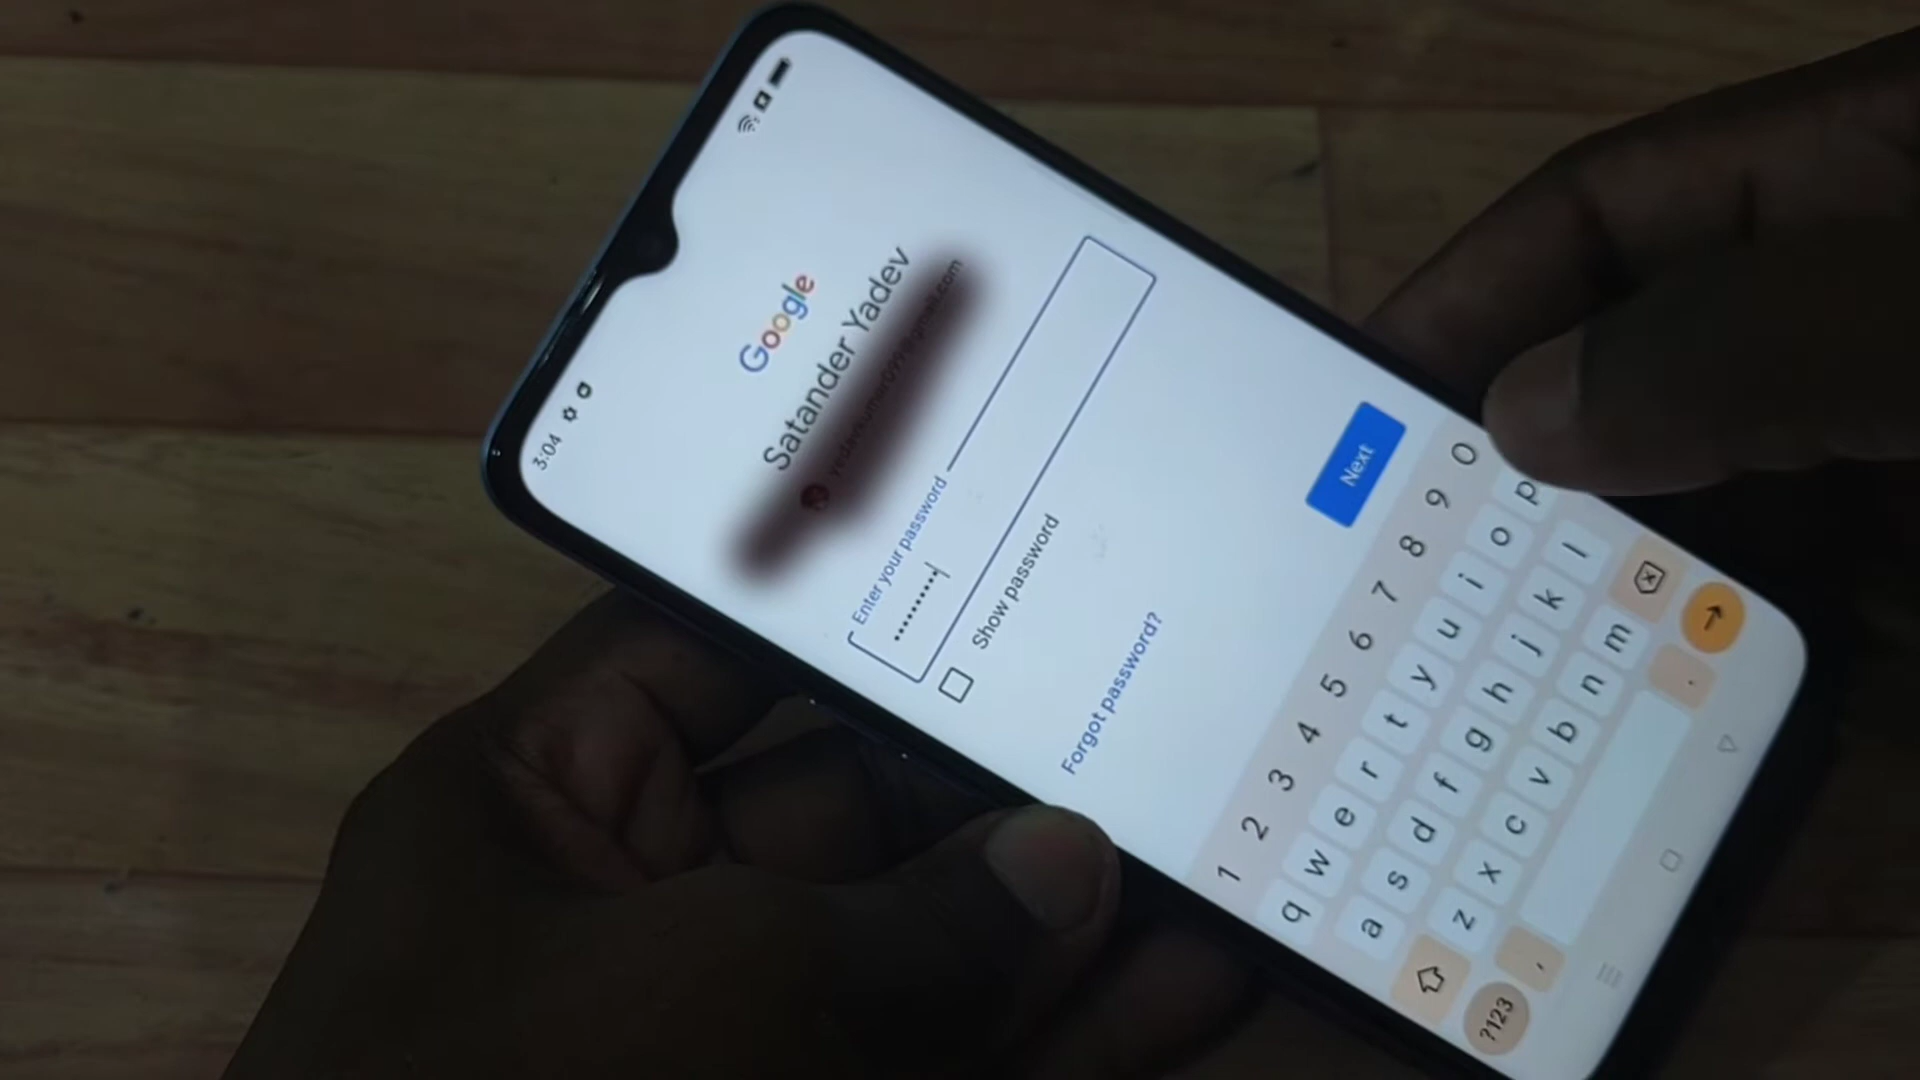 3:04
Google
Satander Yadev
Enter your password
••••••••••
Show password
Forgot password?
Next
1 2 3 4 5 6 7 8 9 0
q w e r t y u i o p
a s d f g h j k l
z x c v b n m
?123 , .